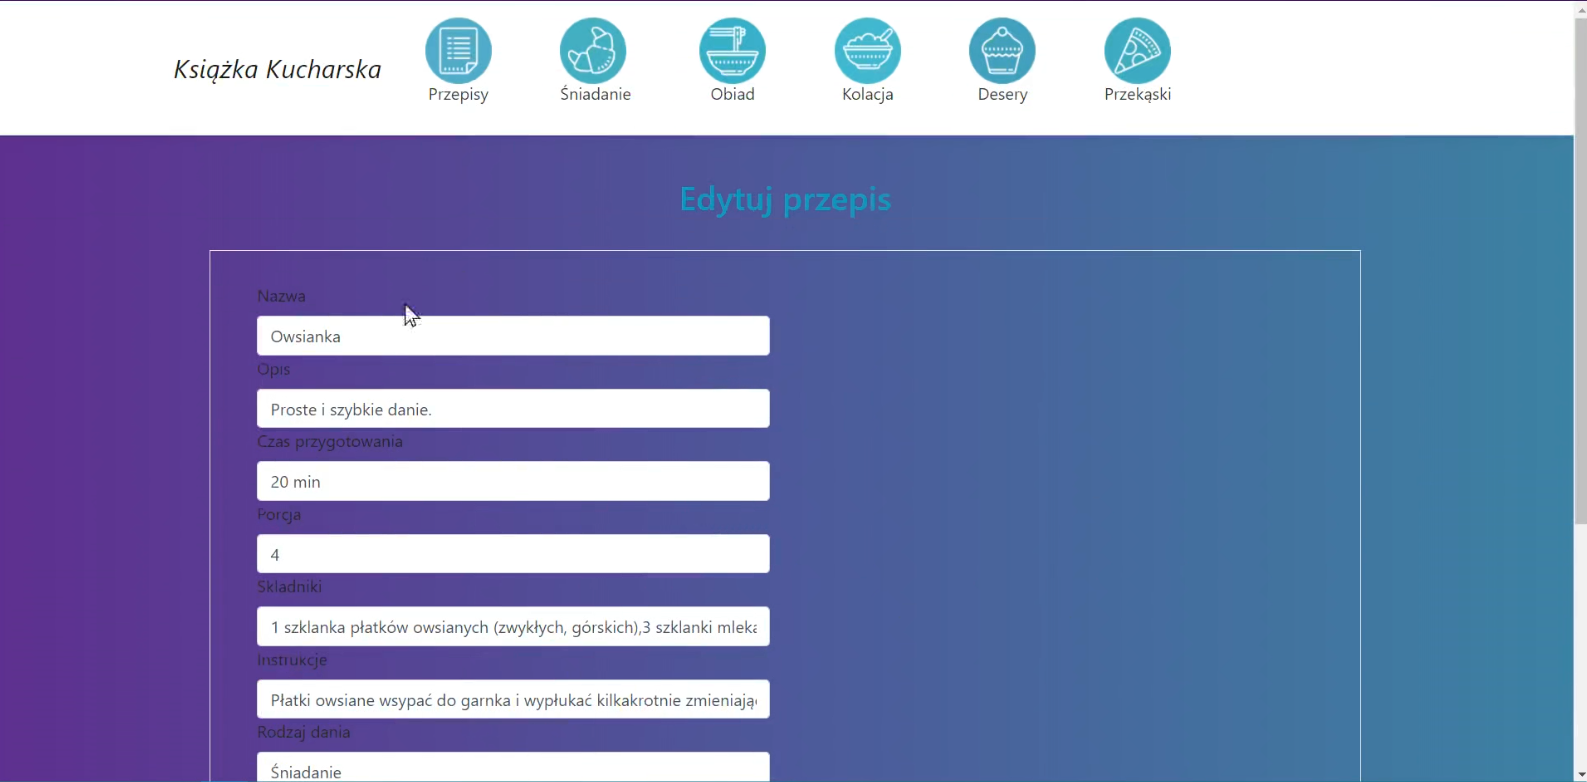 Książka Kucharska
Przepisy
Śniadanie
Obiad
Kolacja
Desery
Przekąski
Edytuj przepis
Nazwa
Owsianka
Opis
Proste i szybkie danie.
Czas przygotowania
20 min
Porcja
4
Skladniki
1 szklanka płatków owsianych (zwykłych, górskich),3 szklanki mleka
Instrukcje
Płatki owsiane wsypać do garnka i wypłukać kilkakrotnie zmieniając
Rodzaj dania
Śniadanie